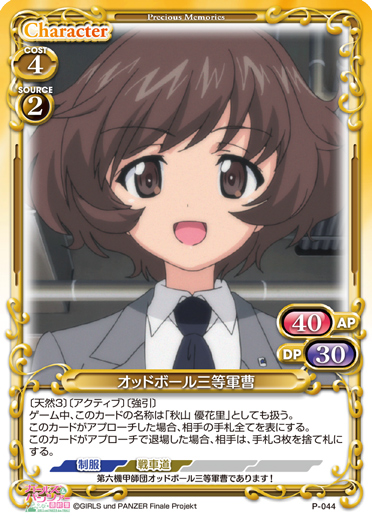 Precious Memories
Character
COST
4
SOURCE
2
40 AP
DP 30
オッドボール三等軍曹
〔天然3〕〔アクティブ〕〔強引〕
ゲーム中、このカードの名称は「秋山 優花里」としても扱う。
このカードがアプローチした場合、相手の手札全てを表にする。
このカードがアプローチで退場した場合、相手は、手札3枚を捨て札に
する。
制服 戦車道
第六機甲師団オッドボール三等軍曹であります!
©GIRLS und PANZER Finale Projekt
P-044